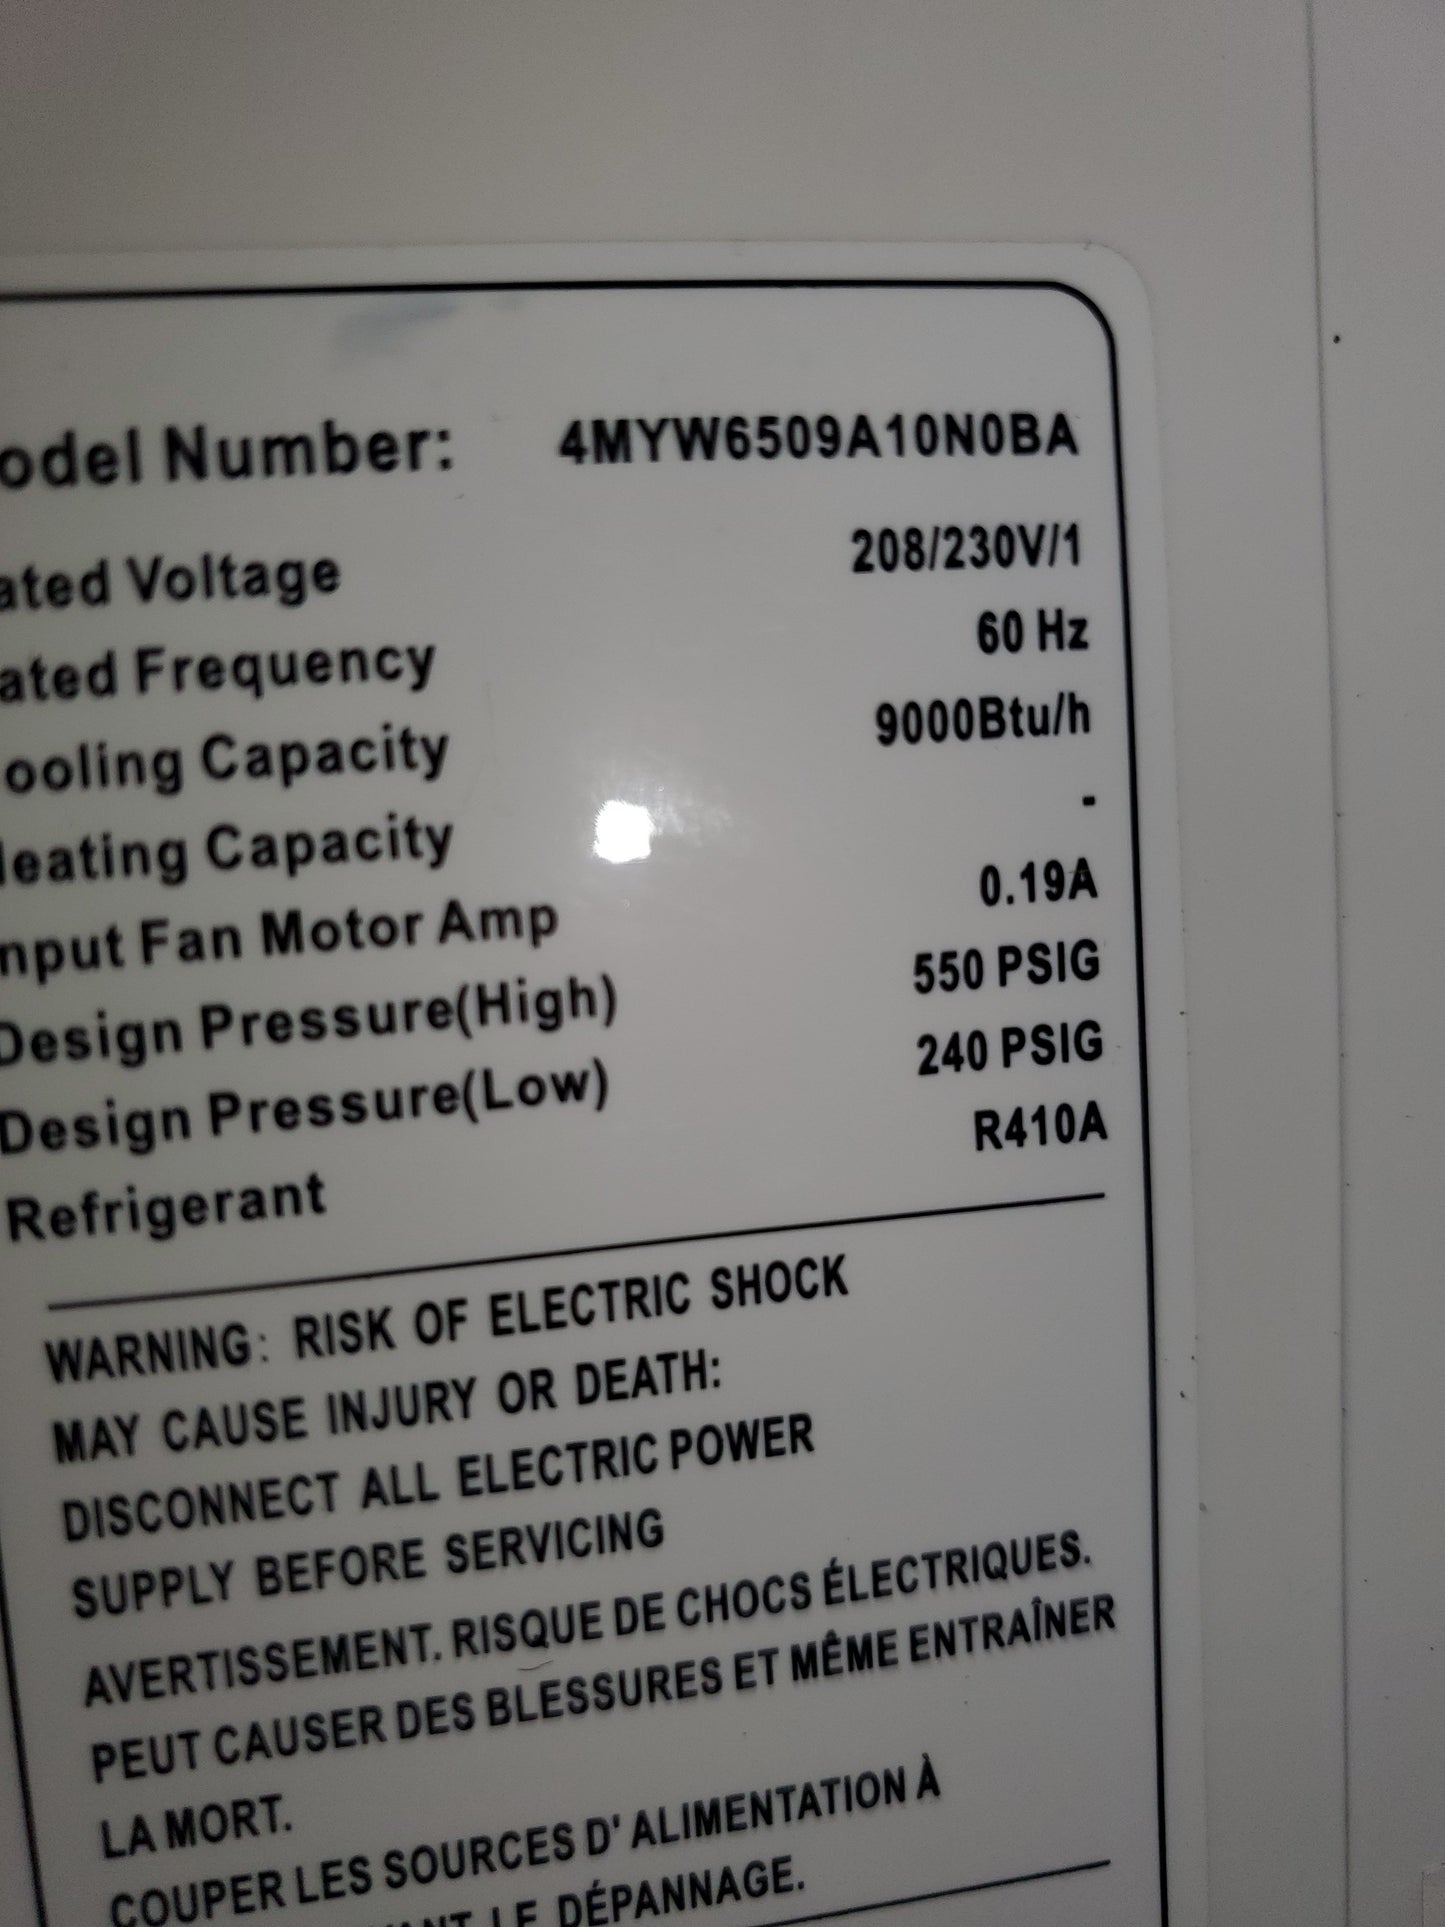 odel Number: 4MYW6509A10N0BA
ated Voltage 208/230V/1
ated Frequency 60 Hz
ooling Capacity 9000Btu/h
eating Capacity -
nput Fan Motor Amp 0.19A
Design Pressure(High) 550 PSIG
Design Pressure(Low) 240 PSIG
Refrigerant R410A
WARNING: RISK OF ELECTRIC SHOCK
MAY CAUSE INJURY OR DEATH:
DISCONNECT ALL ELECTRIC POWER
SUPPLY BEFORE SERVICING
AVERTISSEMENT. RISQUE DE CHOCS ÉLECTRIQUES.
PEUT CAUSER DES BLESSURES ET MÊME ENTRAÎNER
LA MORT.
COUPER LES SOURCES D' ALIMENTATION À
LE DÉPANNAGE.